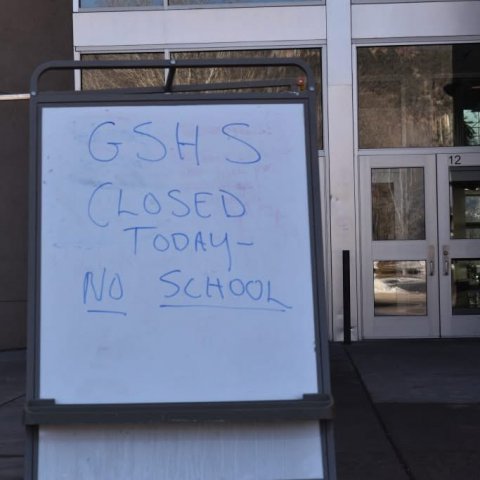 GSHS
CLOSED
TODAY-
NO SCHOOL
12